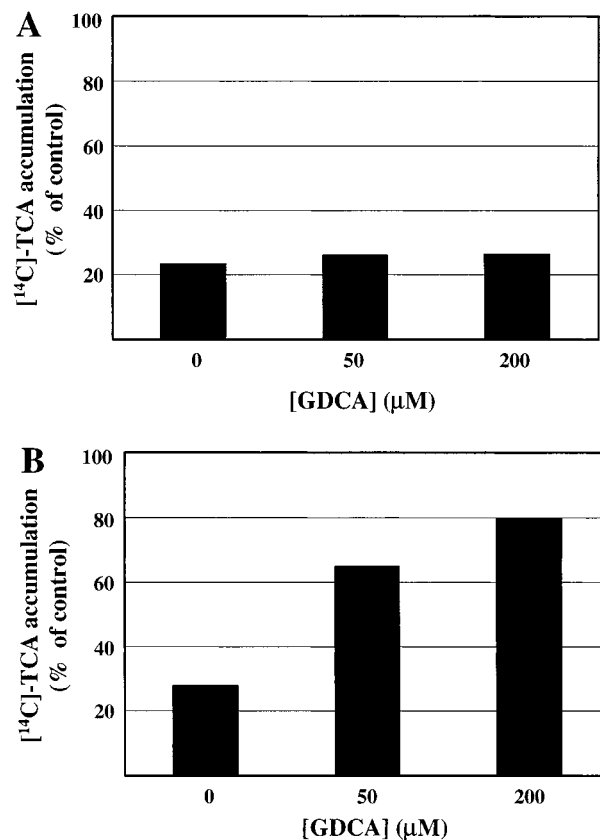 A
100
80
60
40
20
[¹⁴C]-TCA accumulation
(% of control)
0 50 200
[GDCA] (μM)
B
100
80
60
40
20
[¹⁴C]-TCA accumulation
(% of control)
0 50 200
[GDCA] (μM)